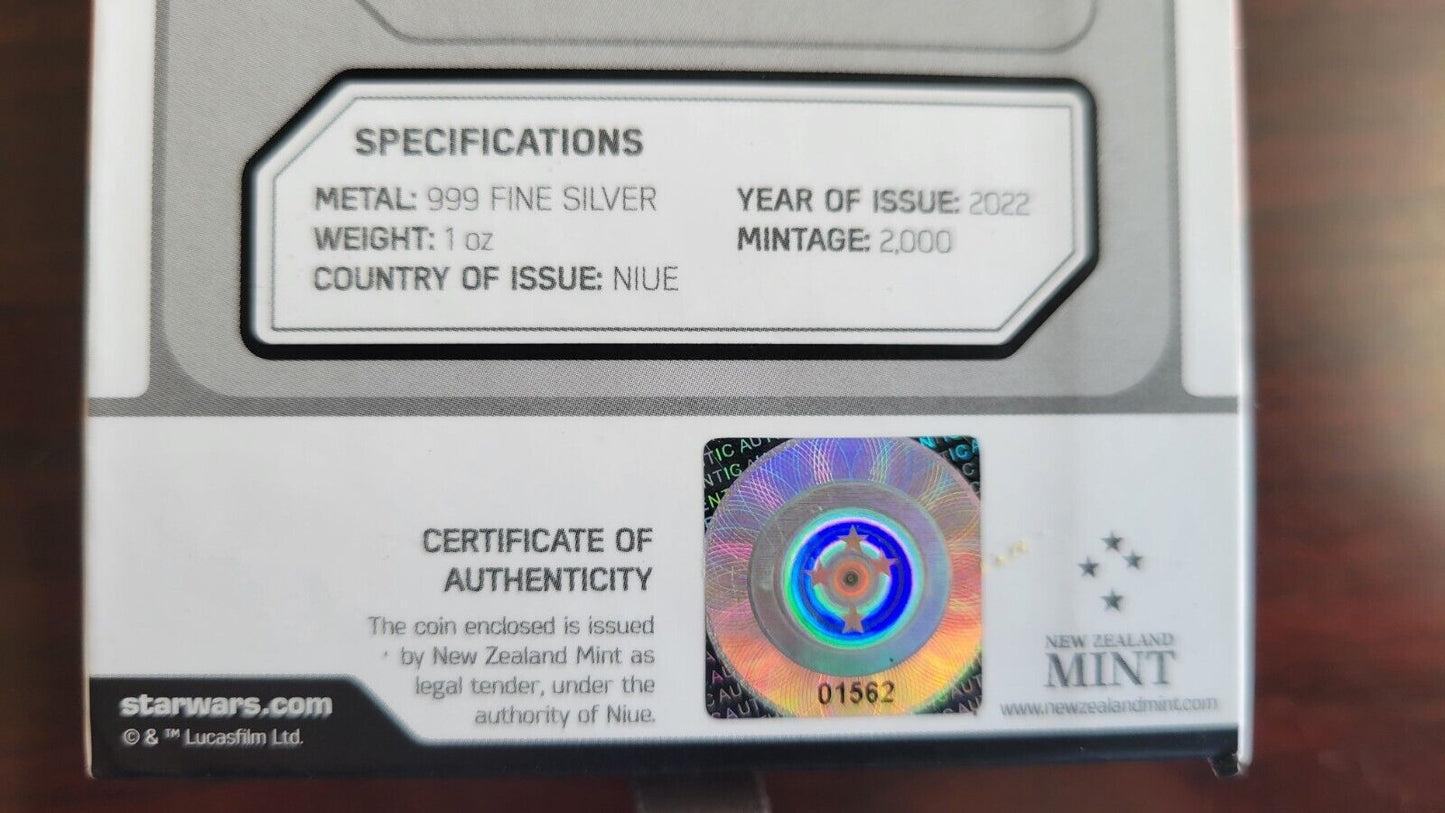 SPECIFICATIONS
METAL: 999 FINE SILVER
WEIGHT: 1 oz
COUNTRY OF ISSUE: NIUE
YEAR OF ISSUE: 2022
MINTAGE: 2,000
CERTIFICATE OF
AUTHENTICITY
The coin enclosed is issued
by New Zealand Mint as
legal tender, under the
authority of Niue.
01562
NEW ZEALAND
MINT
www.newzealandmint.com
starwars.com
© & ™ Lucasfilm Ltd.